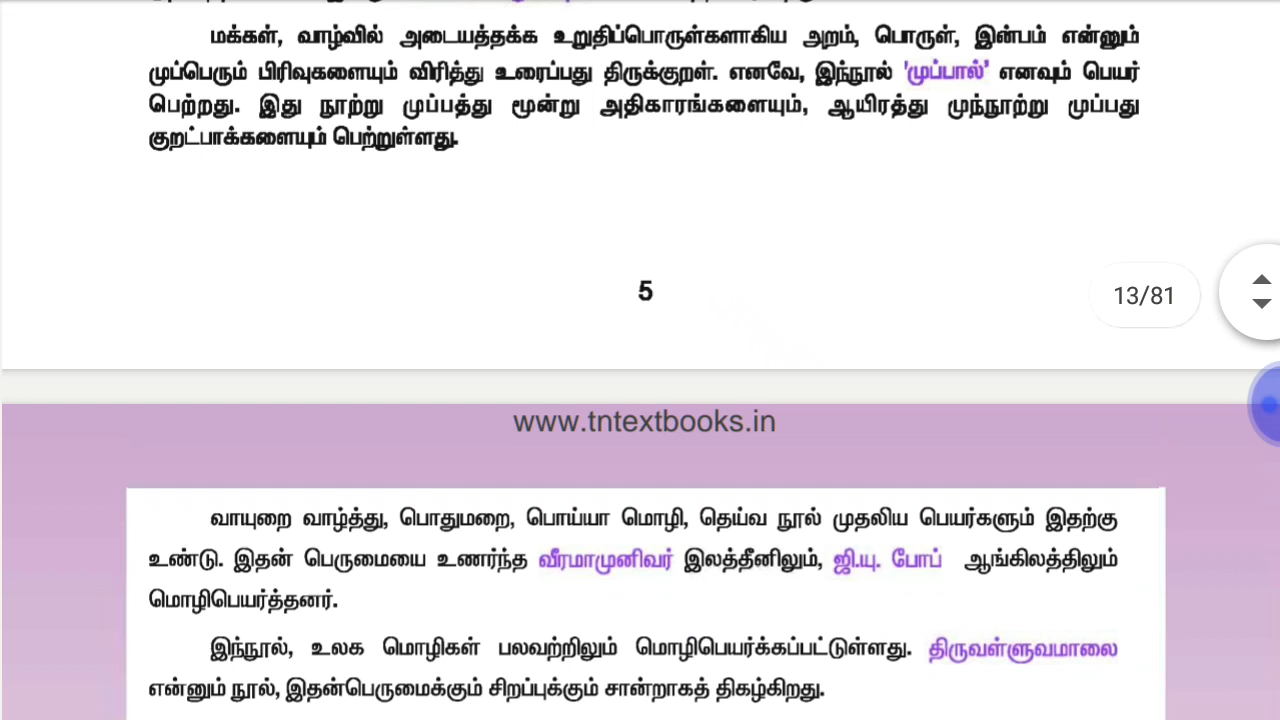 மக்கள், வாழ்வில் அடையத்தக்க உறுதிப்பொருள்களாகிய அறம், பொருள், இன்பம் என்னும்
முப்பெரும் பிரிவுகளையும் விரித்து உரைப்பது திருக்குறள். எனவே, இந்நூல் 'முப்பால்' எனவும் பெயர்
பெற்றது. இது நூற்று முப்பத்து மூன்று அதிகாரங்களையும், ஆயிரத்து முந்நூற்று முப்பது
குறட்பாக்களையும் பெற்றுள்ளது.
5
13/81
www.tntextbooks.in
வாயுறை வாழ்த்து, பொதுமறை, பொய்யா மொழி, தெய்வ நூல் முதலிய பெயர்களும் இதற்கு
உண்டு. இதன் பெருமையை உணர்ந்த வீரமாமுனிவர் இலத்தீனிலும், ஜி.யு. போப் ஆங்கிலத்திலும்
மொழிபெயர்த்தனர்.
இந்நூல், உலக மொழிகள் பலவற்றிலும் மொழிபெயர்க்கப்பட்டுள்ளது. திருவள்ளுவமாலை
என்னும் நூல், இதன்பெருமைக்கும் சிறப்புக்கும் சான்றாகத் திகழ்கிறது.